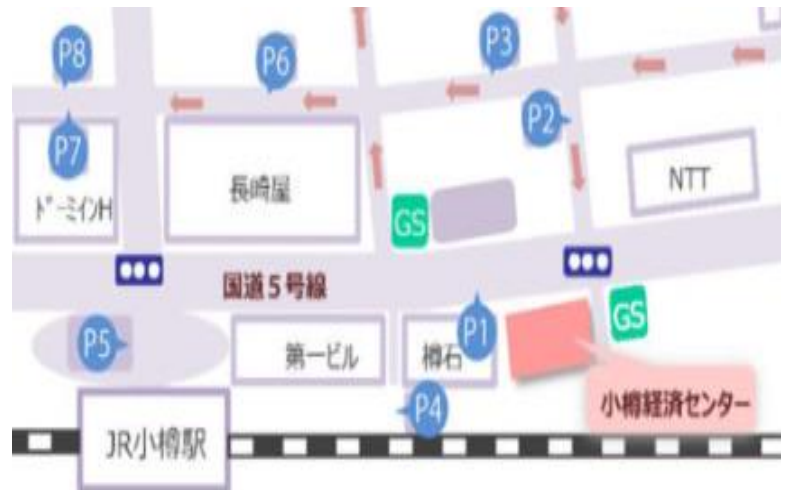 P8
P6
P3
P2
P7
ドーミインH
長崎屋
NTT
GS
国道5号線
GS
P1
P5
第一ビル
樽石
小樽経済センター
P4
JR小樽駅